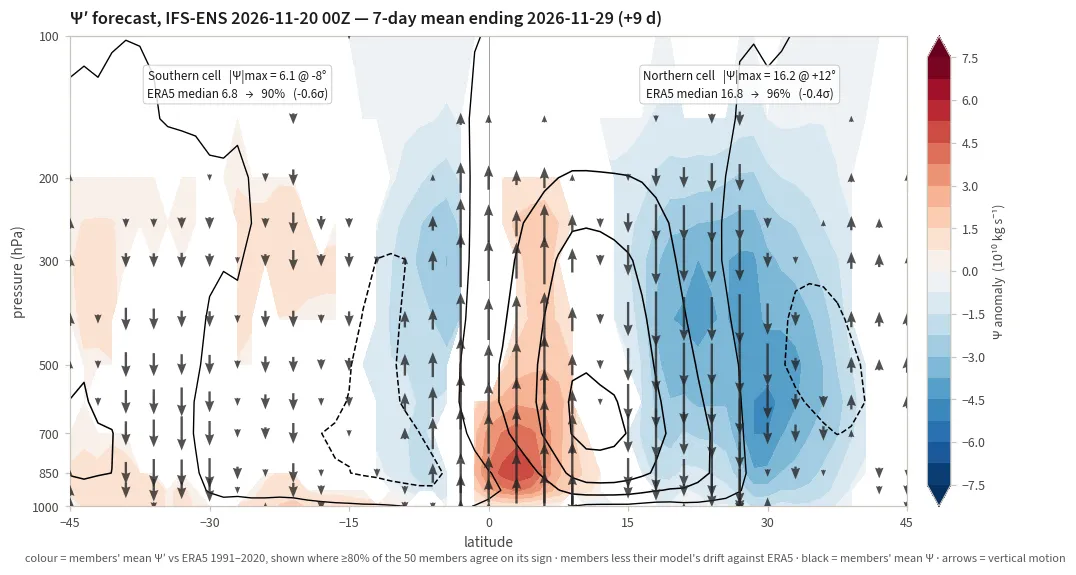 Ψ′ forecast, IFS-ENS 2026-11-20 00Z — 7-day mean ending 2026-11-29 (+9 d)
Southern cell |Ψ|max = 6.1 @ -8°
ERA5 median 6.8 → 90% (-0.6σ)
Northern cell |Ψ|max = 16.2 @ +12°
ERA5 median 16.8 → 96% (-0.4σ)
100
200
300
400
500
700
850
1000
pressure (hPa)
−45
−30
−15
0
15
30
45
latitude
7.5
6.0
4.5
3.0
1.5
0.0
−1.5
−3.0
−4.5
−6.0
−7.5
Ψ anomaly (10¹⁰ kg s⁻¹)
colour = members' mean Ψ′ vs ERA5 1991–2020, shown where ≥80% of the 50 members agree on its sign · members less their model's drift against ERA5 · black = members' mean Ψ · arrows = vertical motion